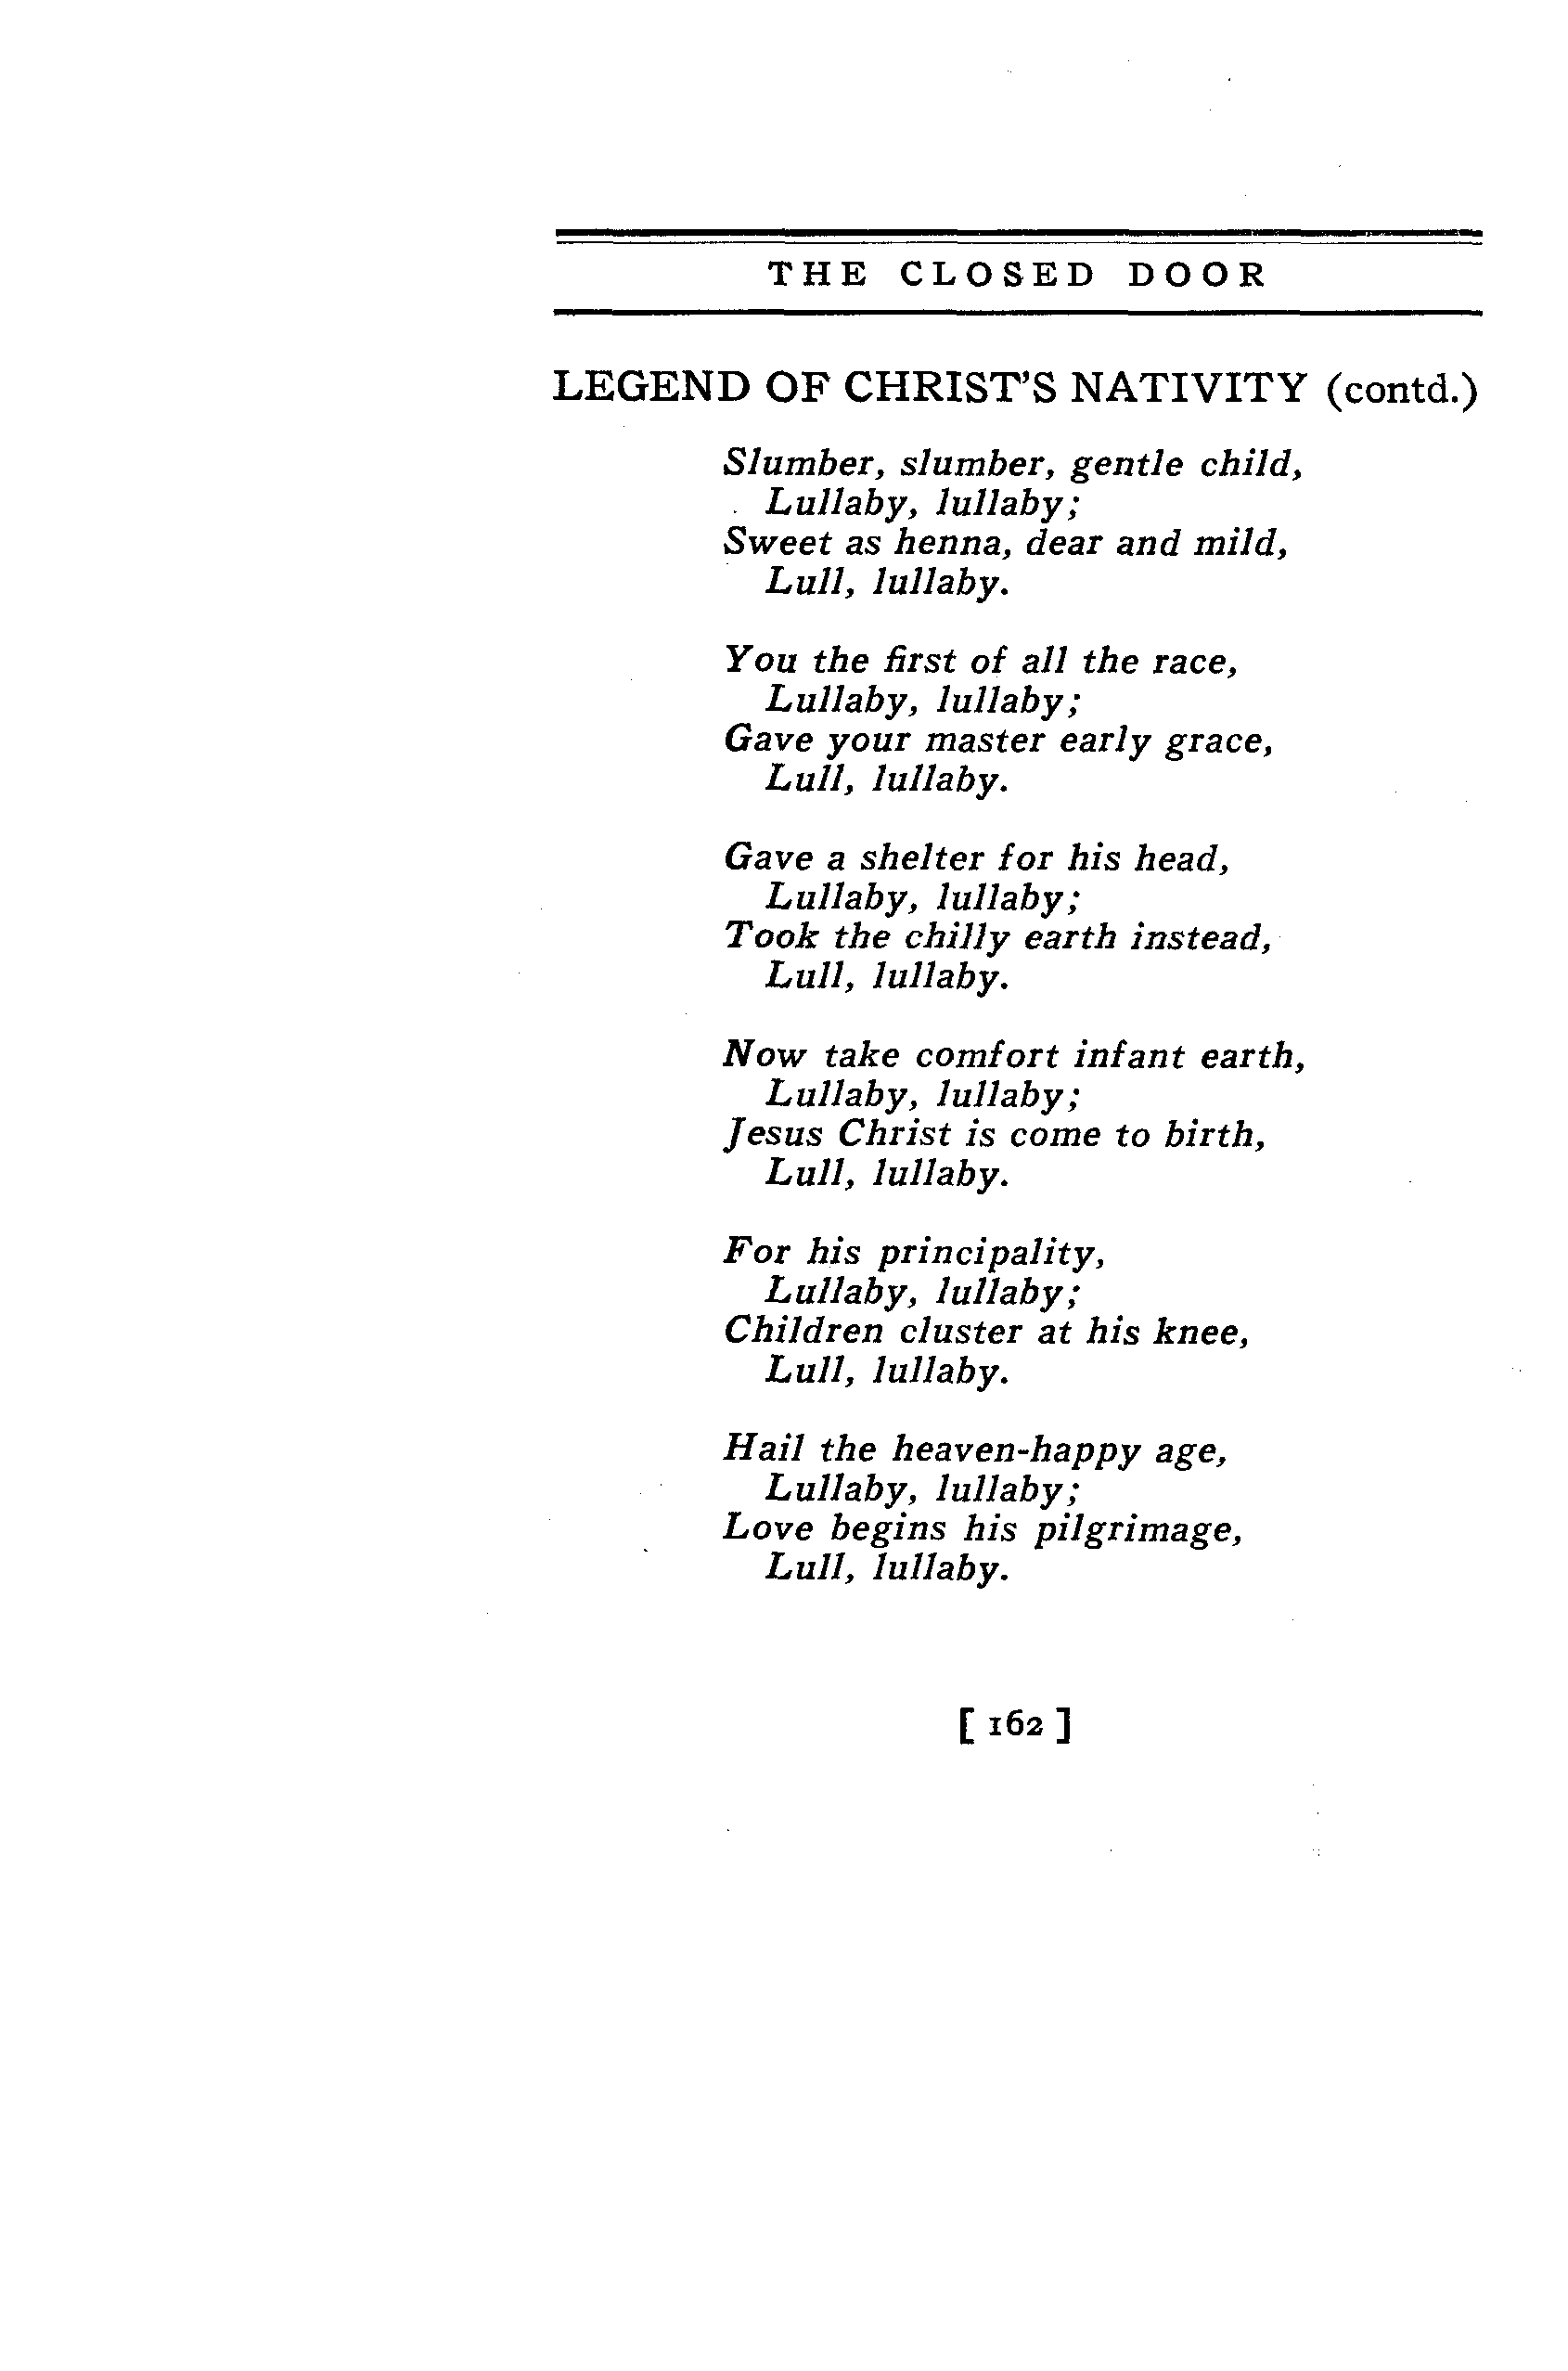 THE CLOSED DOOR
LEGEND OF CHRIST'S NATIVITY (contd.)
Slumber, slumber, gentle child,
Lullaby, lullaby;
Sweet as henna, dear and mild,
Lull, lullaby.
You the first of all the race,
Lullaby, lullaby;
Gave your master early grace,
Lull, lullaby.
Gave a shelter for his head,
Lullaby, lullaby;
Took the chilly earth instead,
Lull, lullaby.
Now take comfort infant earth,
Lullaby, lullaby;
Jesus Christ is come to birth,
Lull, lullaby.
For his principality,
Lullaby, lullaby;
Children cluster at his knee,
Lull, lullaby.
Hail the heaven-happy age,
Lullaby, lullaby;
Love begins his pilgrimage,
Lull, lullaby.
[ 162 ]